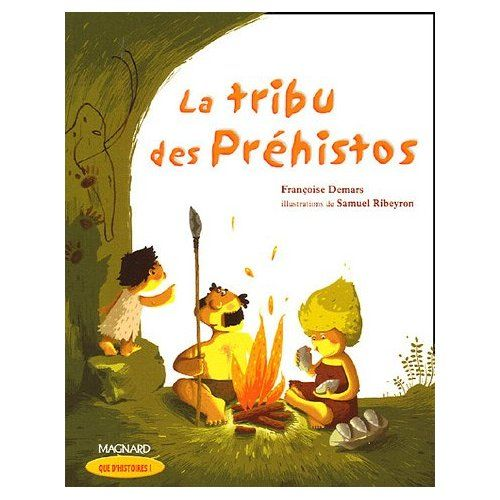 La tribu
des Préhistos
Françoise Demars
illustrations de Samuel Ribeyron
MAGNARD
QUE D'HISTOIRES !